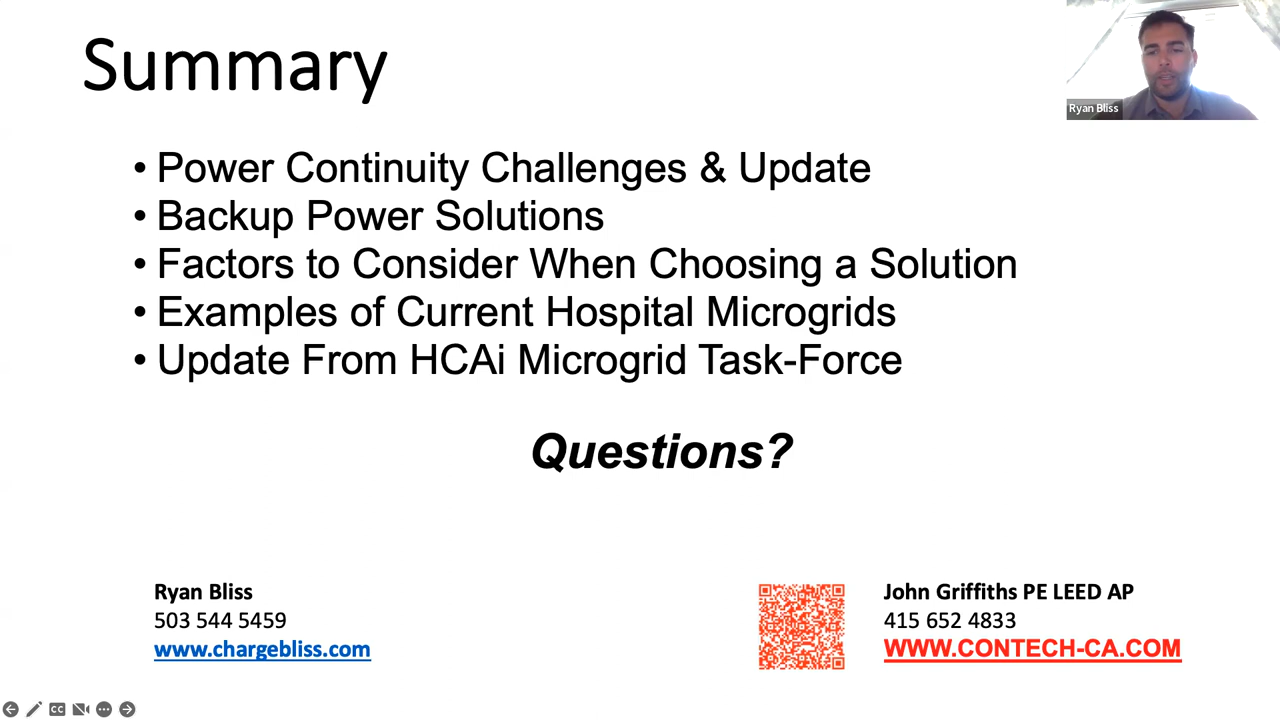 Summary
Ryan Bliss
• Power Continuity Challenges & Update
• Backup Power Solutions
• Factors to Consider When Choosing a Solution
• Examples of Current Hospital Microgrids
• Update From HCAi Microgrid Task-Force
Questions?
Ryan Bliss
503 544 5459
www.chargebliss.com
John Griffiths PE LEED AP
415 652 4833
WWW.CONTECH-CA.COM
CC